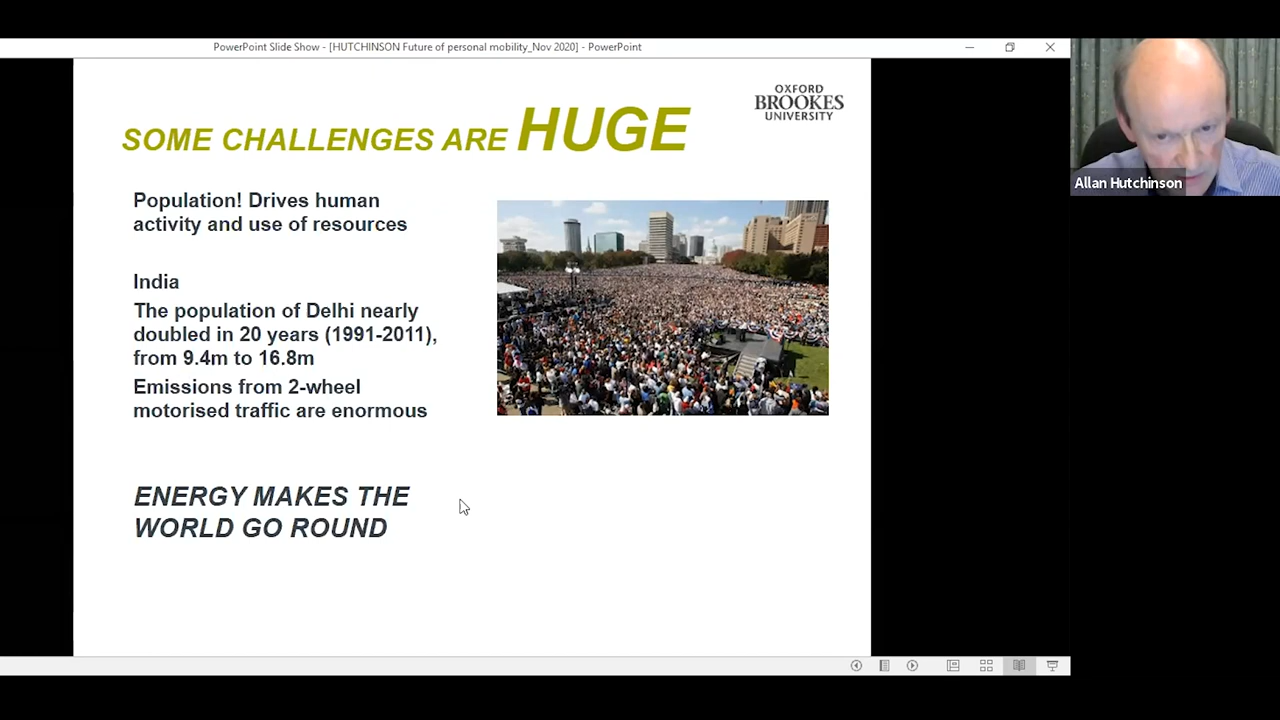 PowerPoint Slide Show - [HUTCHINSON Future of personal mobility_Nov 2020] - PowerPoint
OXFORD
BROOKES
UNIVERSITY
SOME CHALLENGES ARE HUGE
Population! Drives human
activity and use of resources
India
The population of Delhi nearly
doubled in 20 years (1991-2011),
from 9.4m to 16.8m
Emissions from 2-wheel
motorised traffic are enormous
ENERGY MAKES THE
WORLD GO ROUND
Allan Hutchinson